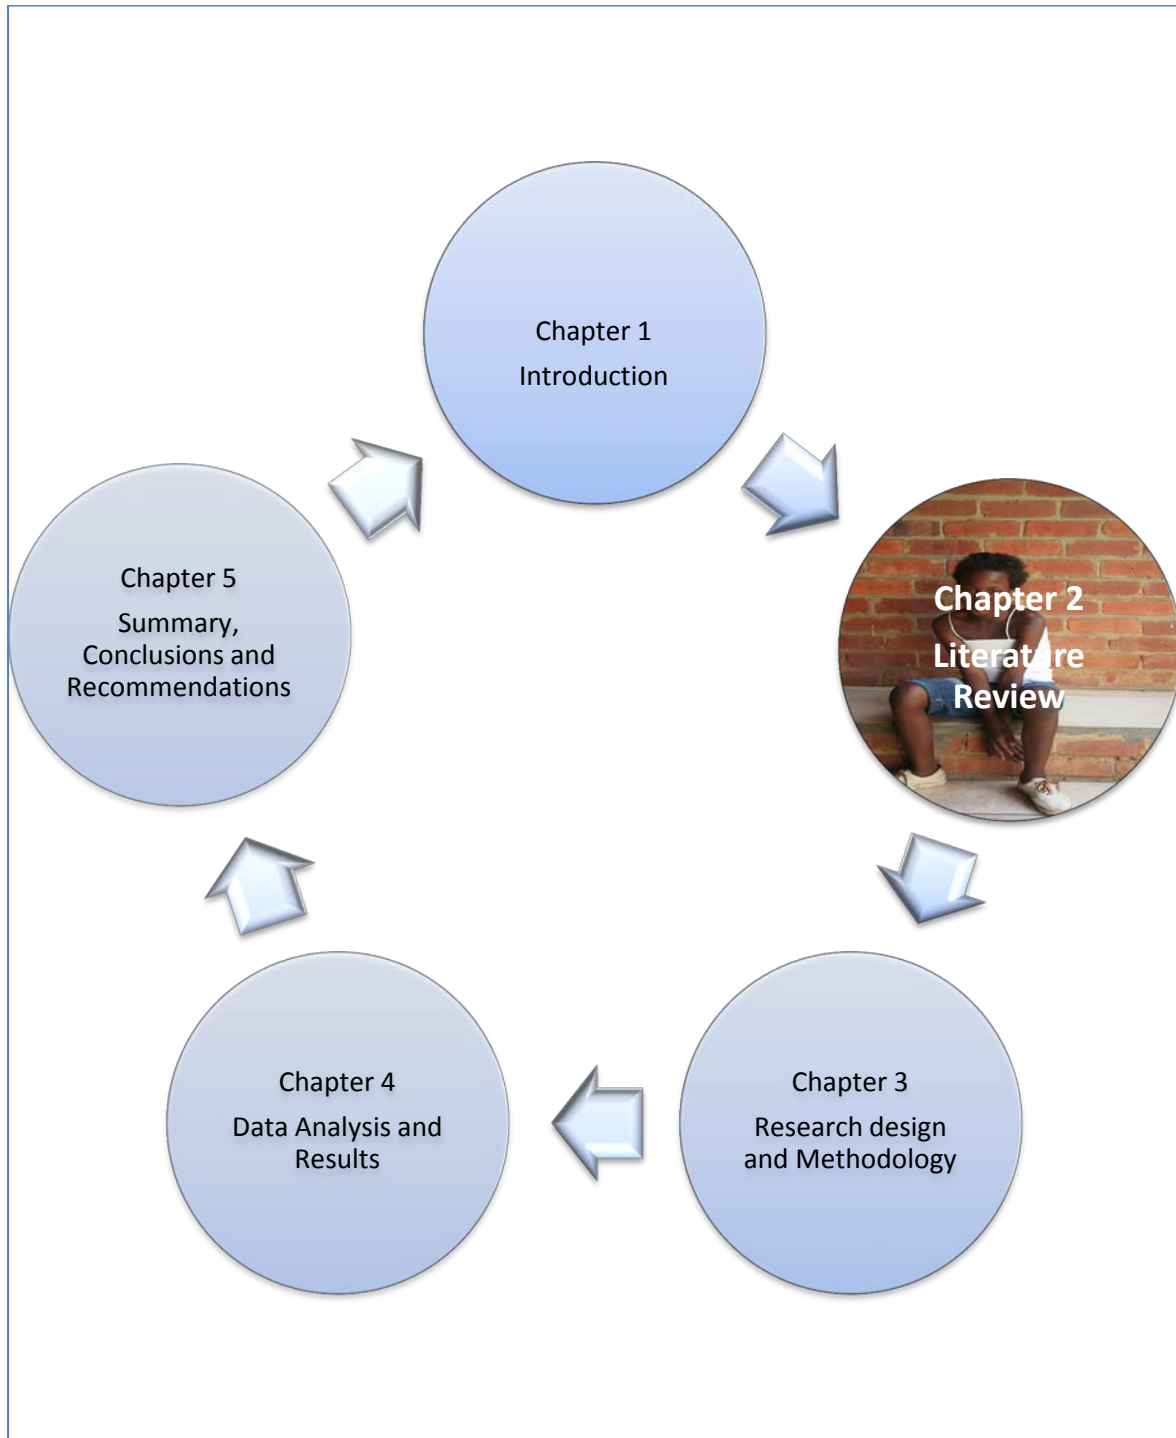 Chapter 1
Introduction
Chapter 2
Literature
Review
Chapter 3
Research design
and Methodology
Chapter 4
Data Analysis and
Results
Chapter 5
Summary,
Conclusions and
Recommendations